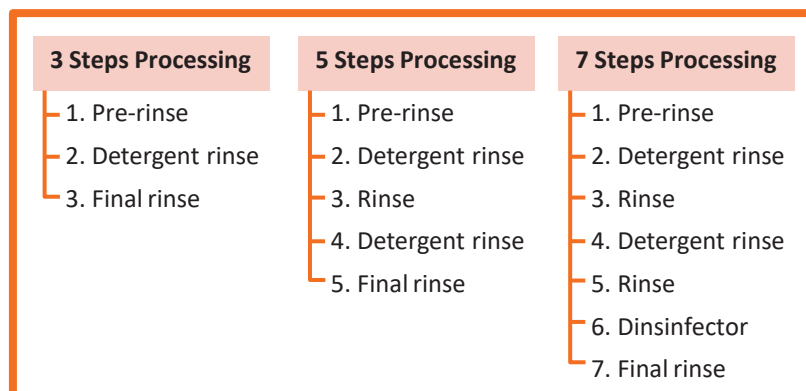 3 Steps Processing
1. Pre-rinse
2. Detergent rinse
3. Final rinse
5 Steps Processing
1. Pre-rinse
2. Detergent rinse
3. Rinse
4. Detergent rinse
5. Final rinse
7 Steps Processing
1. Pre-rinse
2. Detergent rinse
3. Rinse
4. Detergent rinse
5. Rinse
6. Dinsinfector
7. Final rinse